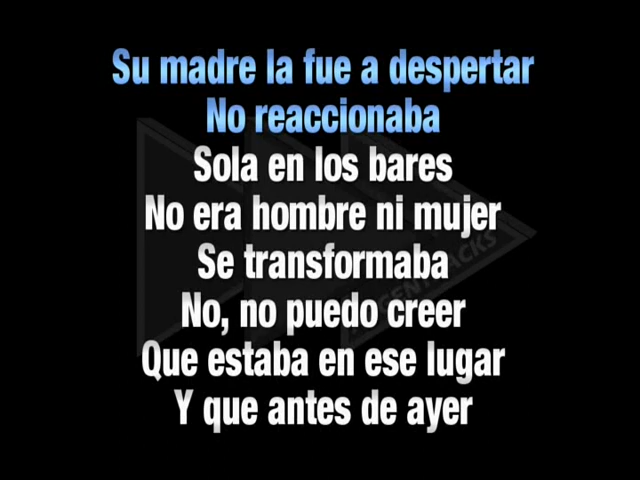 Su madre la fue a despertar
No reaccionaba
Sola en los bares
No era hombre ni mujer
Se transformaba
No, no puedo creer
Que estaba en ese lugar
Y que antes de ayer